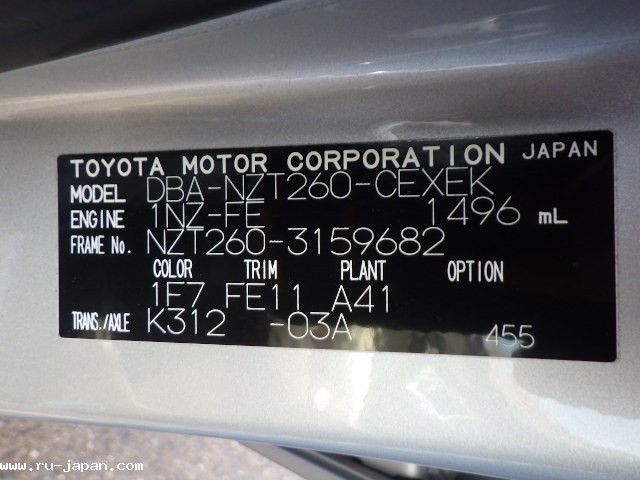 TOYOTA MOTOR CORPORATION JAPAN
MODEL DBA-NZT260-CEXEK
ENGINE 1NZ-FE 1496 mL
FRAME No. NZT260-3159682
COLOR TRIM PLANT OPTION
1F7 FE11 A41
TRANS./AXLE K312 -03A 455
www.ru-japan.com